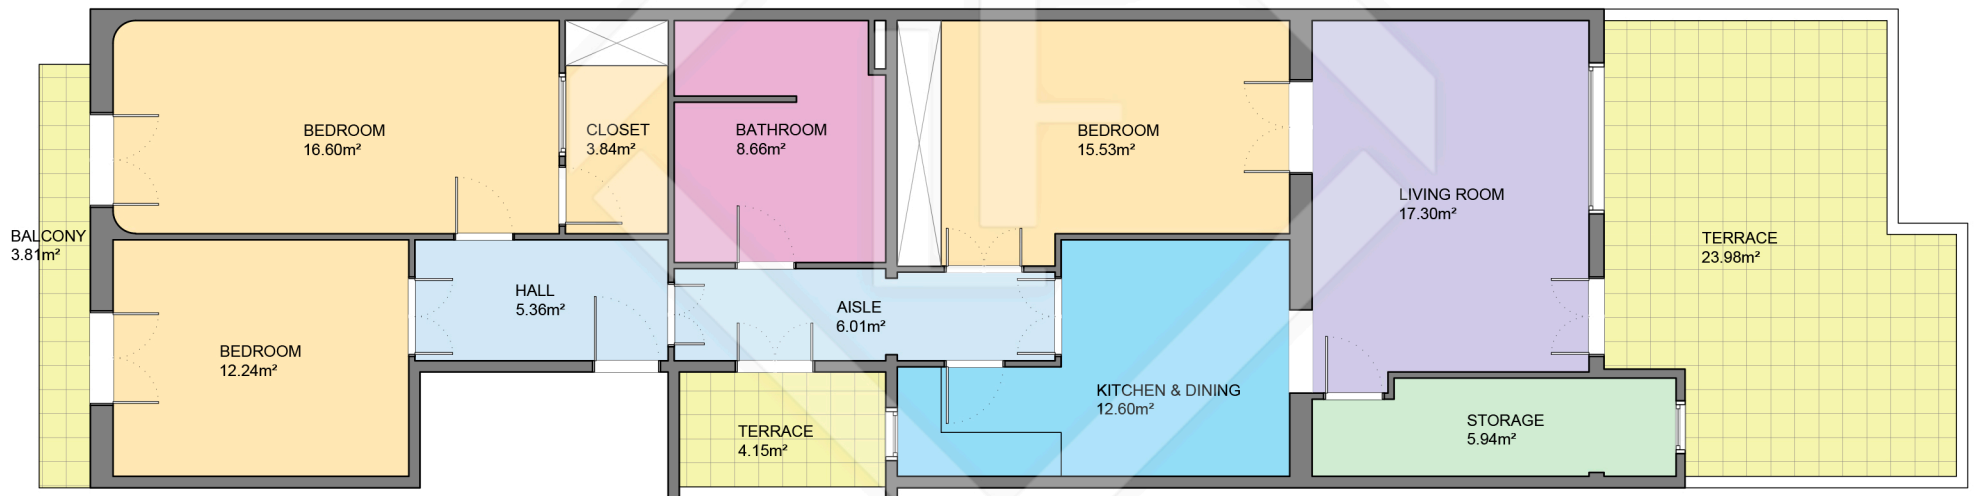 BEDROOM
16.60m²
CLOSET
3.84m²
BATHROOM
8.66m²
BEDROOM
15.53m²
LIVING ROOM
17.30m²
BALCONY
3.81m²
TERRACE
23.98m²
HALL
5.36m²
AISLE
6.01m²
BEDROOM
12.24m²
KITCHEN & DINING
12.60m²
TERRACE
4.15m²
STORAGE
5.94m²